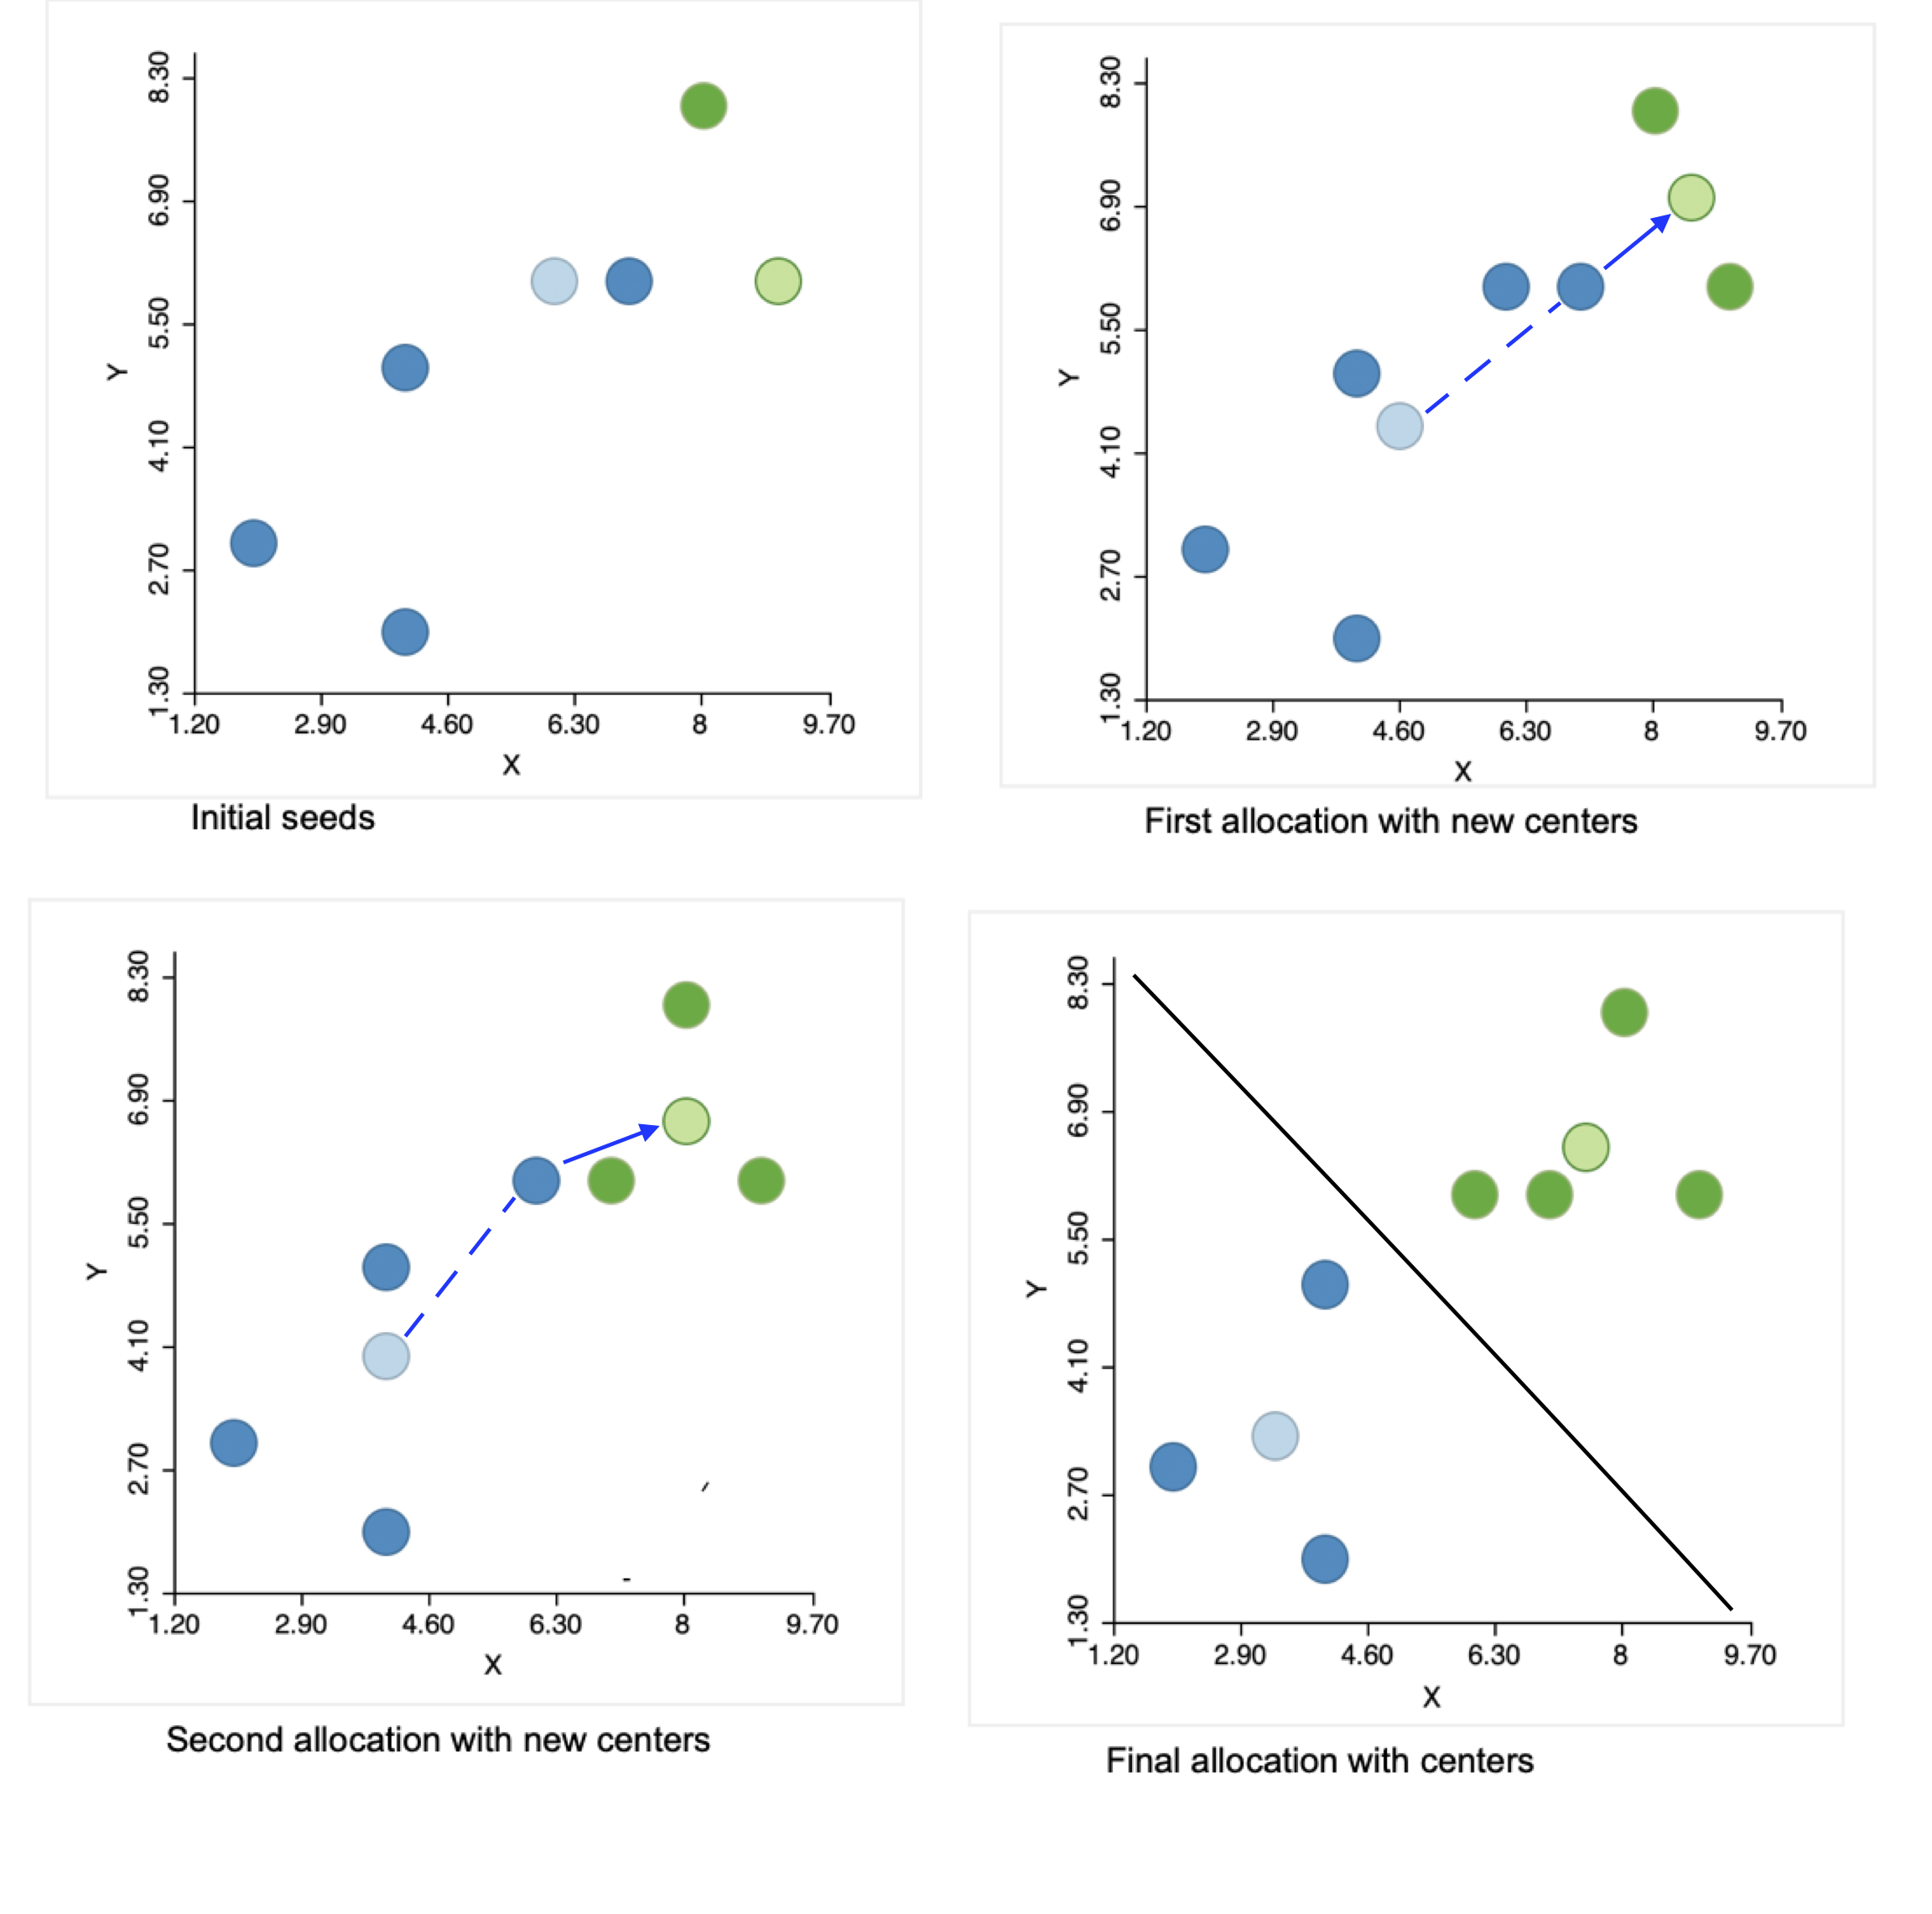 8.30
6.90
5.50
4.10
2.70
1.30
Y
1.20 2.90 4.60 6.30 8 9.70
X
Initial seeds
8.30
6.90
5.50
4.10
2.70
1.30
Y
1.20 2.90 4.60 6.30 8 9.70
X
First allocation with new centers
8.30
6.90
5.50
4.10
2.70
1.30
Y
1.20 2.90 4.60 6.30 8 9.70
X
Second allocation with new centers
8.30
6.90
5.50
4.10
2.70
1.30
Y
1.20 2.90 4.60 6.30 8 9.70
X
Final allocation with centers